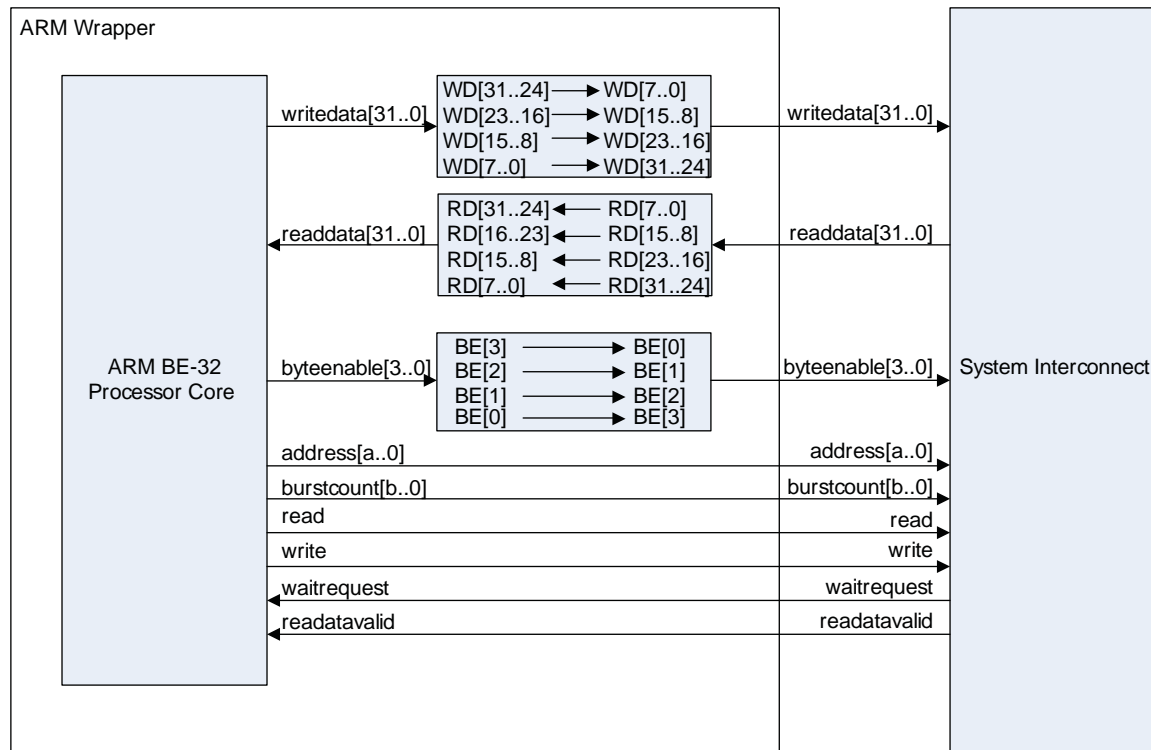 ARM Wrapper
WD[31..24] WD[7..0]
writedata[31..0] WD[23..16] WD[15..8] writedata[31..0]
WD[15..8] WD[23..16]
WD[7..0] WD[31..24]
RD[31..24] RD[7..0]
readdata[31..0] RD[16..23] RD[15..8] readdata[31..0]
RD[15..8] RD[23..16]
RD[7..0] RD[31..24]
BE[3] BE[0]
ARM BE-32 byteenable[3..0] BE[2] BE[1] byteenable[3..0] System Interconnect
Processor Core BE[1] BE[2]
BE[0] BE[3]
address[a..0] address[a..0]
burstcount[b..0] burstcount[b..0]
read read
write write
waitrequest waitrequest
readatavalid readatavalid